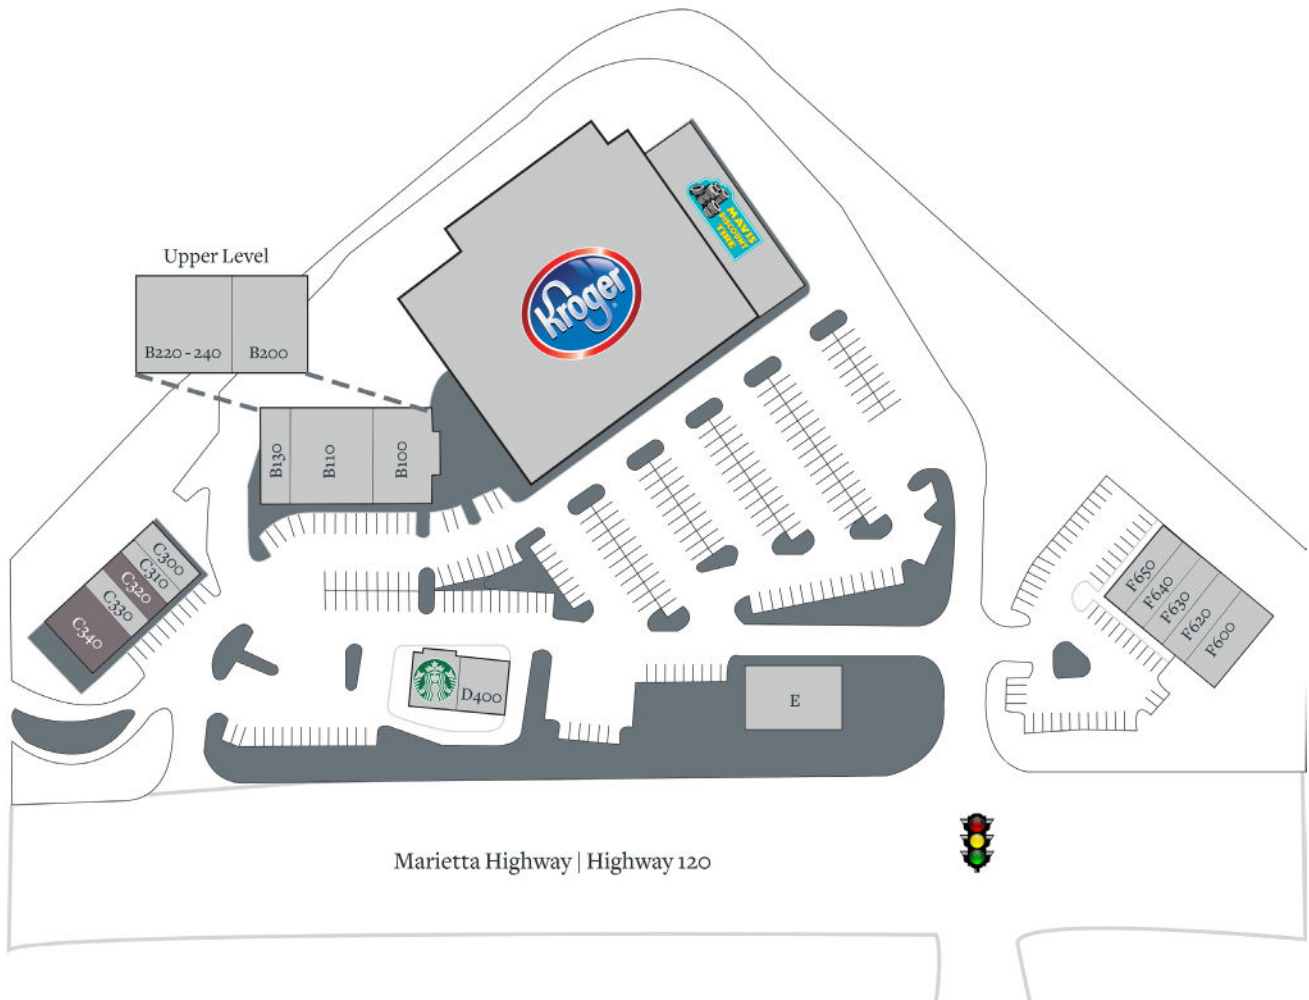 MAVIS
DISCOUNT
TIRE
Kroger
Upper Level
B220 - 240
B200
B130
B110
B100
C300
C310
C320
C330
C340
D400
E
F650
F640
F630
F620
F600
Marietta Highway | Highway 120